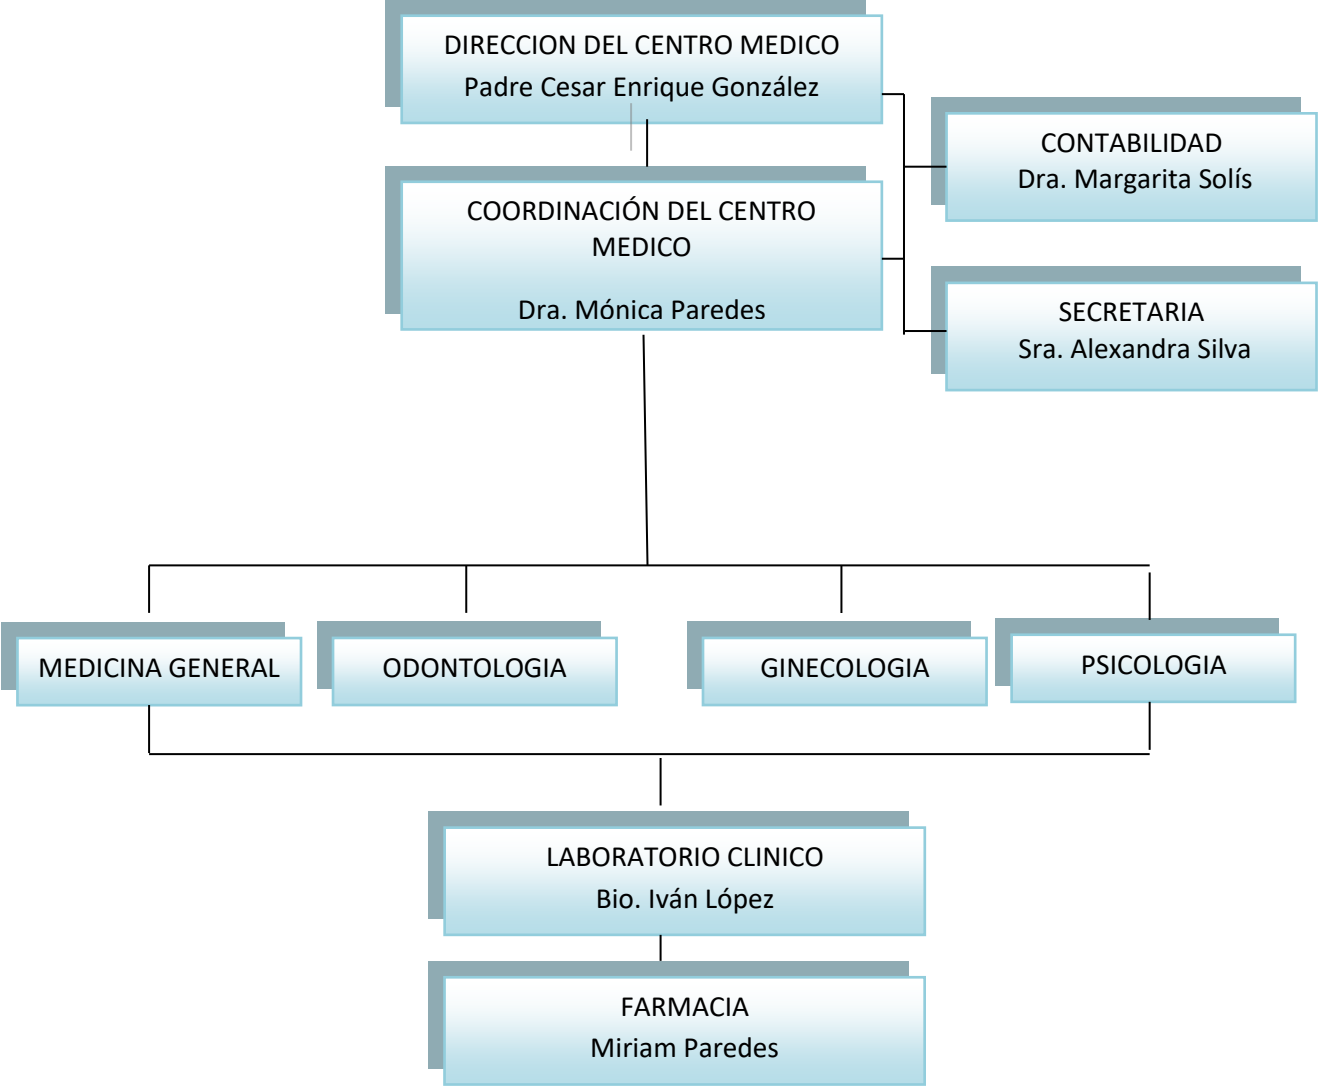 DIRECCION DEL CENTRO MEDICO
Padre Cesar Enrique González
CONTABILIDAD
Dra. Margarita Solís
COORDINACIÓN DEL CENTRO
MEDICO
Dra. Mónica Paredes
SECRETARIA
Sra. Alexandra Silva
MEDICINA GENERAL
ODONTOLOGIA
GINECOLOGIA
PSICOLOGIA
LABORATORIO CLINICO
Bio. Iván López
FARMACIA
Miriam Paredes